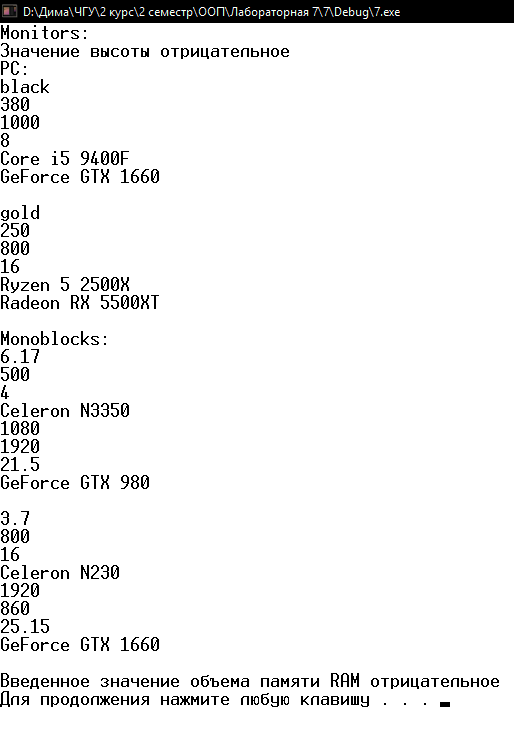 D:\Дима\ЧГУ\2 курс\2 семестр\ООП\Лабораторная 7\7\Debug\7.exe
Monitors:
Значение высоты отрицательное
PC:
black
380
1000
8
Core i5 9400F
GeForce GTX 1660
gold
250
800
16
Ryzen 5 2500X
Radeon RX 5500XT
Monoblocks:
6.17
500
4
Celeron N3350
1080
1920
21.5
GeForce GTX 980
3.7
800
16
Celeron N230
1920
860
25.15
GeForce GTX 1660
Введенное значение объема памяти RAM отрицательное
Для продолжения нажмите любую клавишу . . .